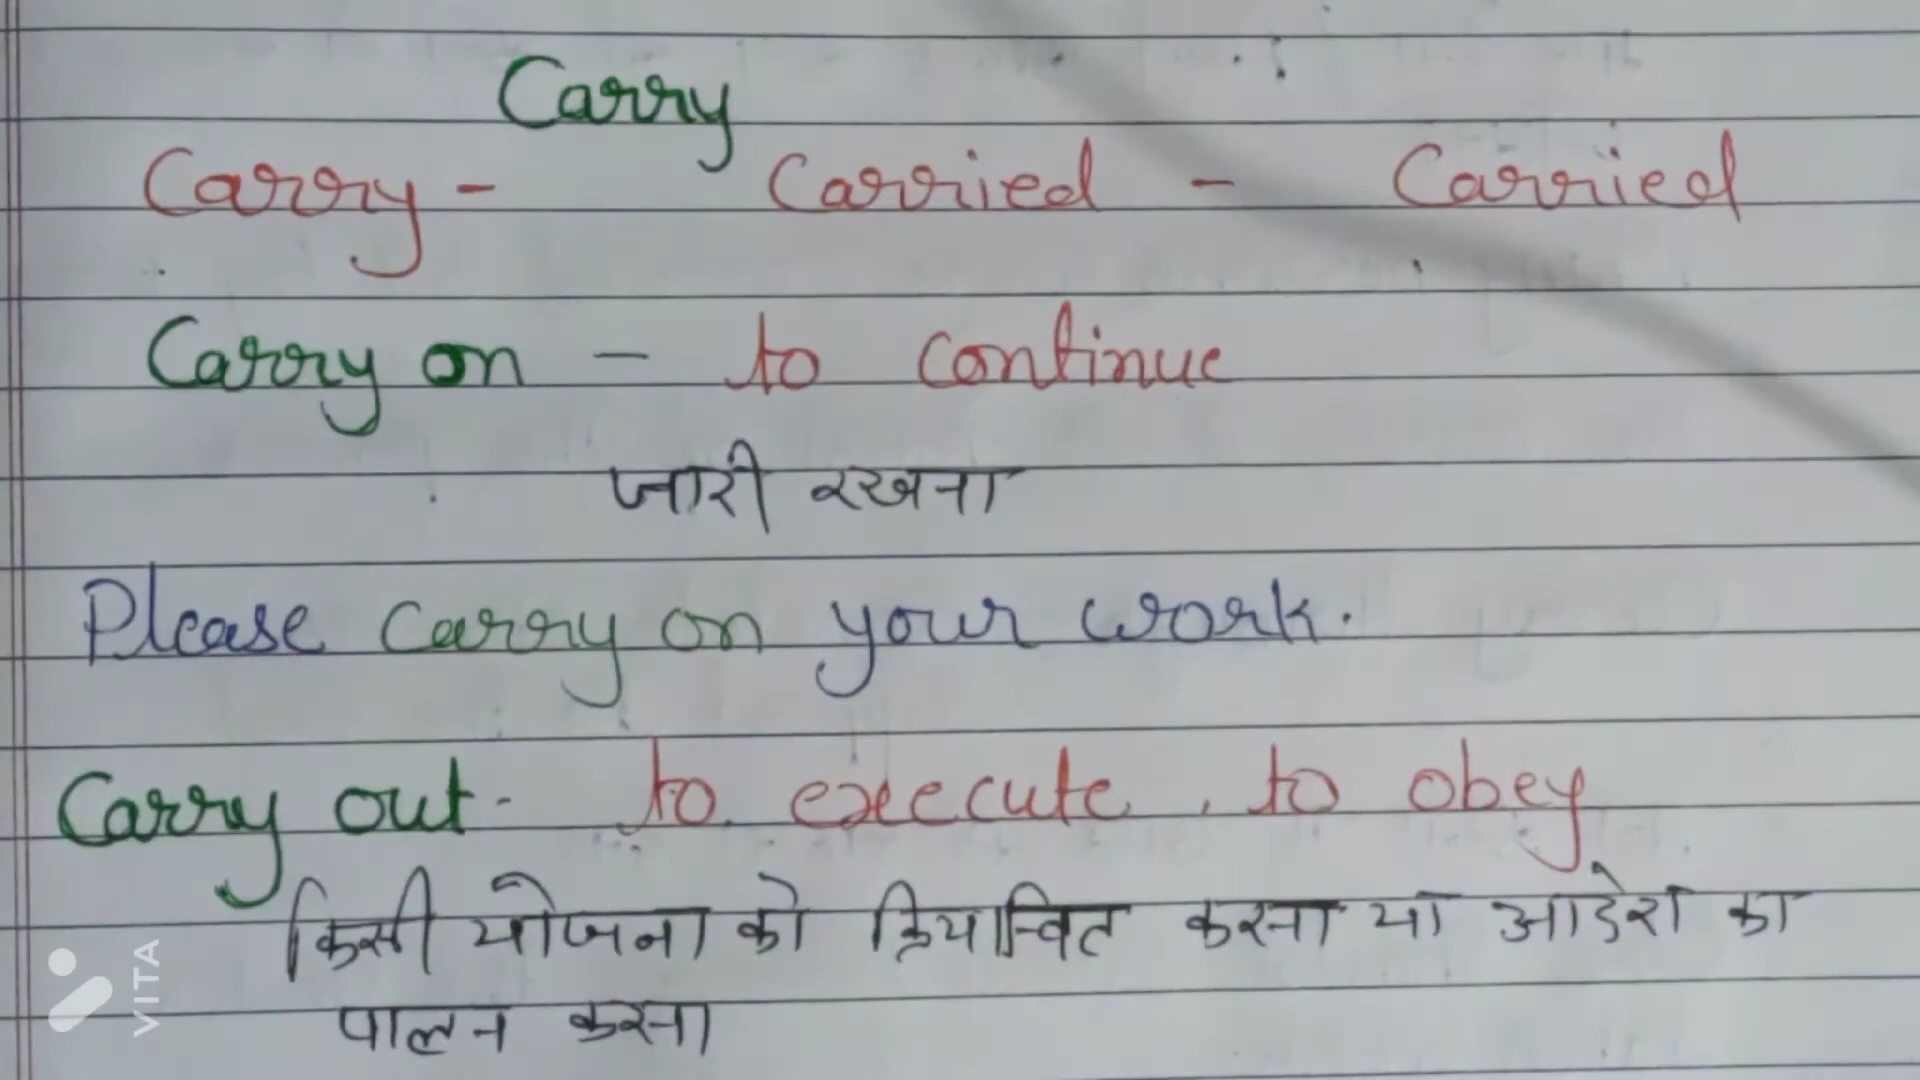 Carry
Carry - Carried - Carried
Carry on - to continue
जारी रखना
Please carry on your work.
Carry out - to execute, to obey
किसी योजना को क्रियान्वित करना या आदेश का
पालन करना
VITA